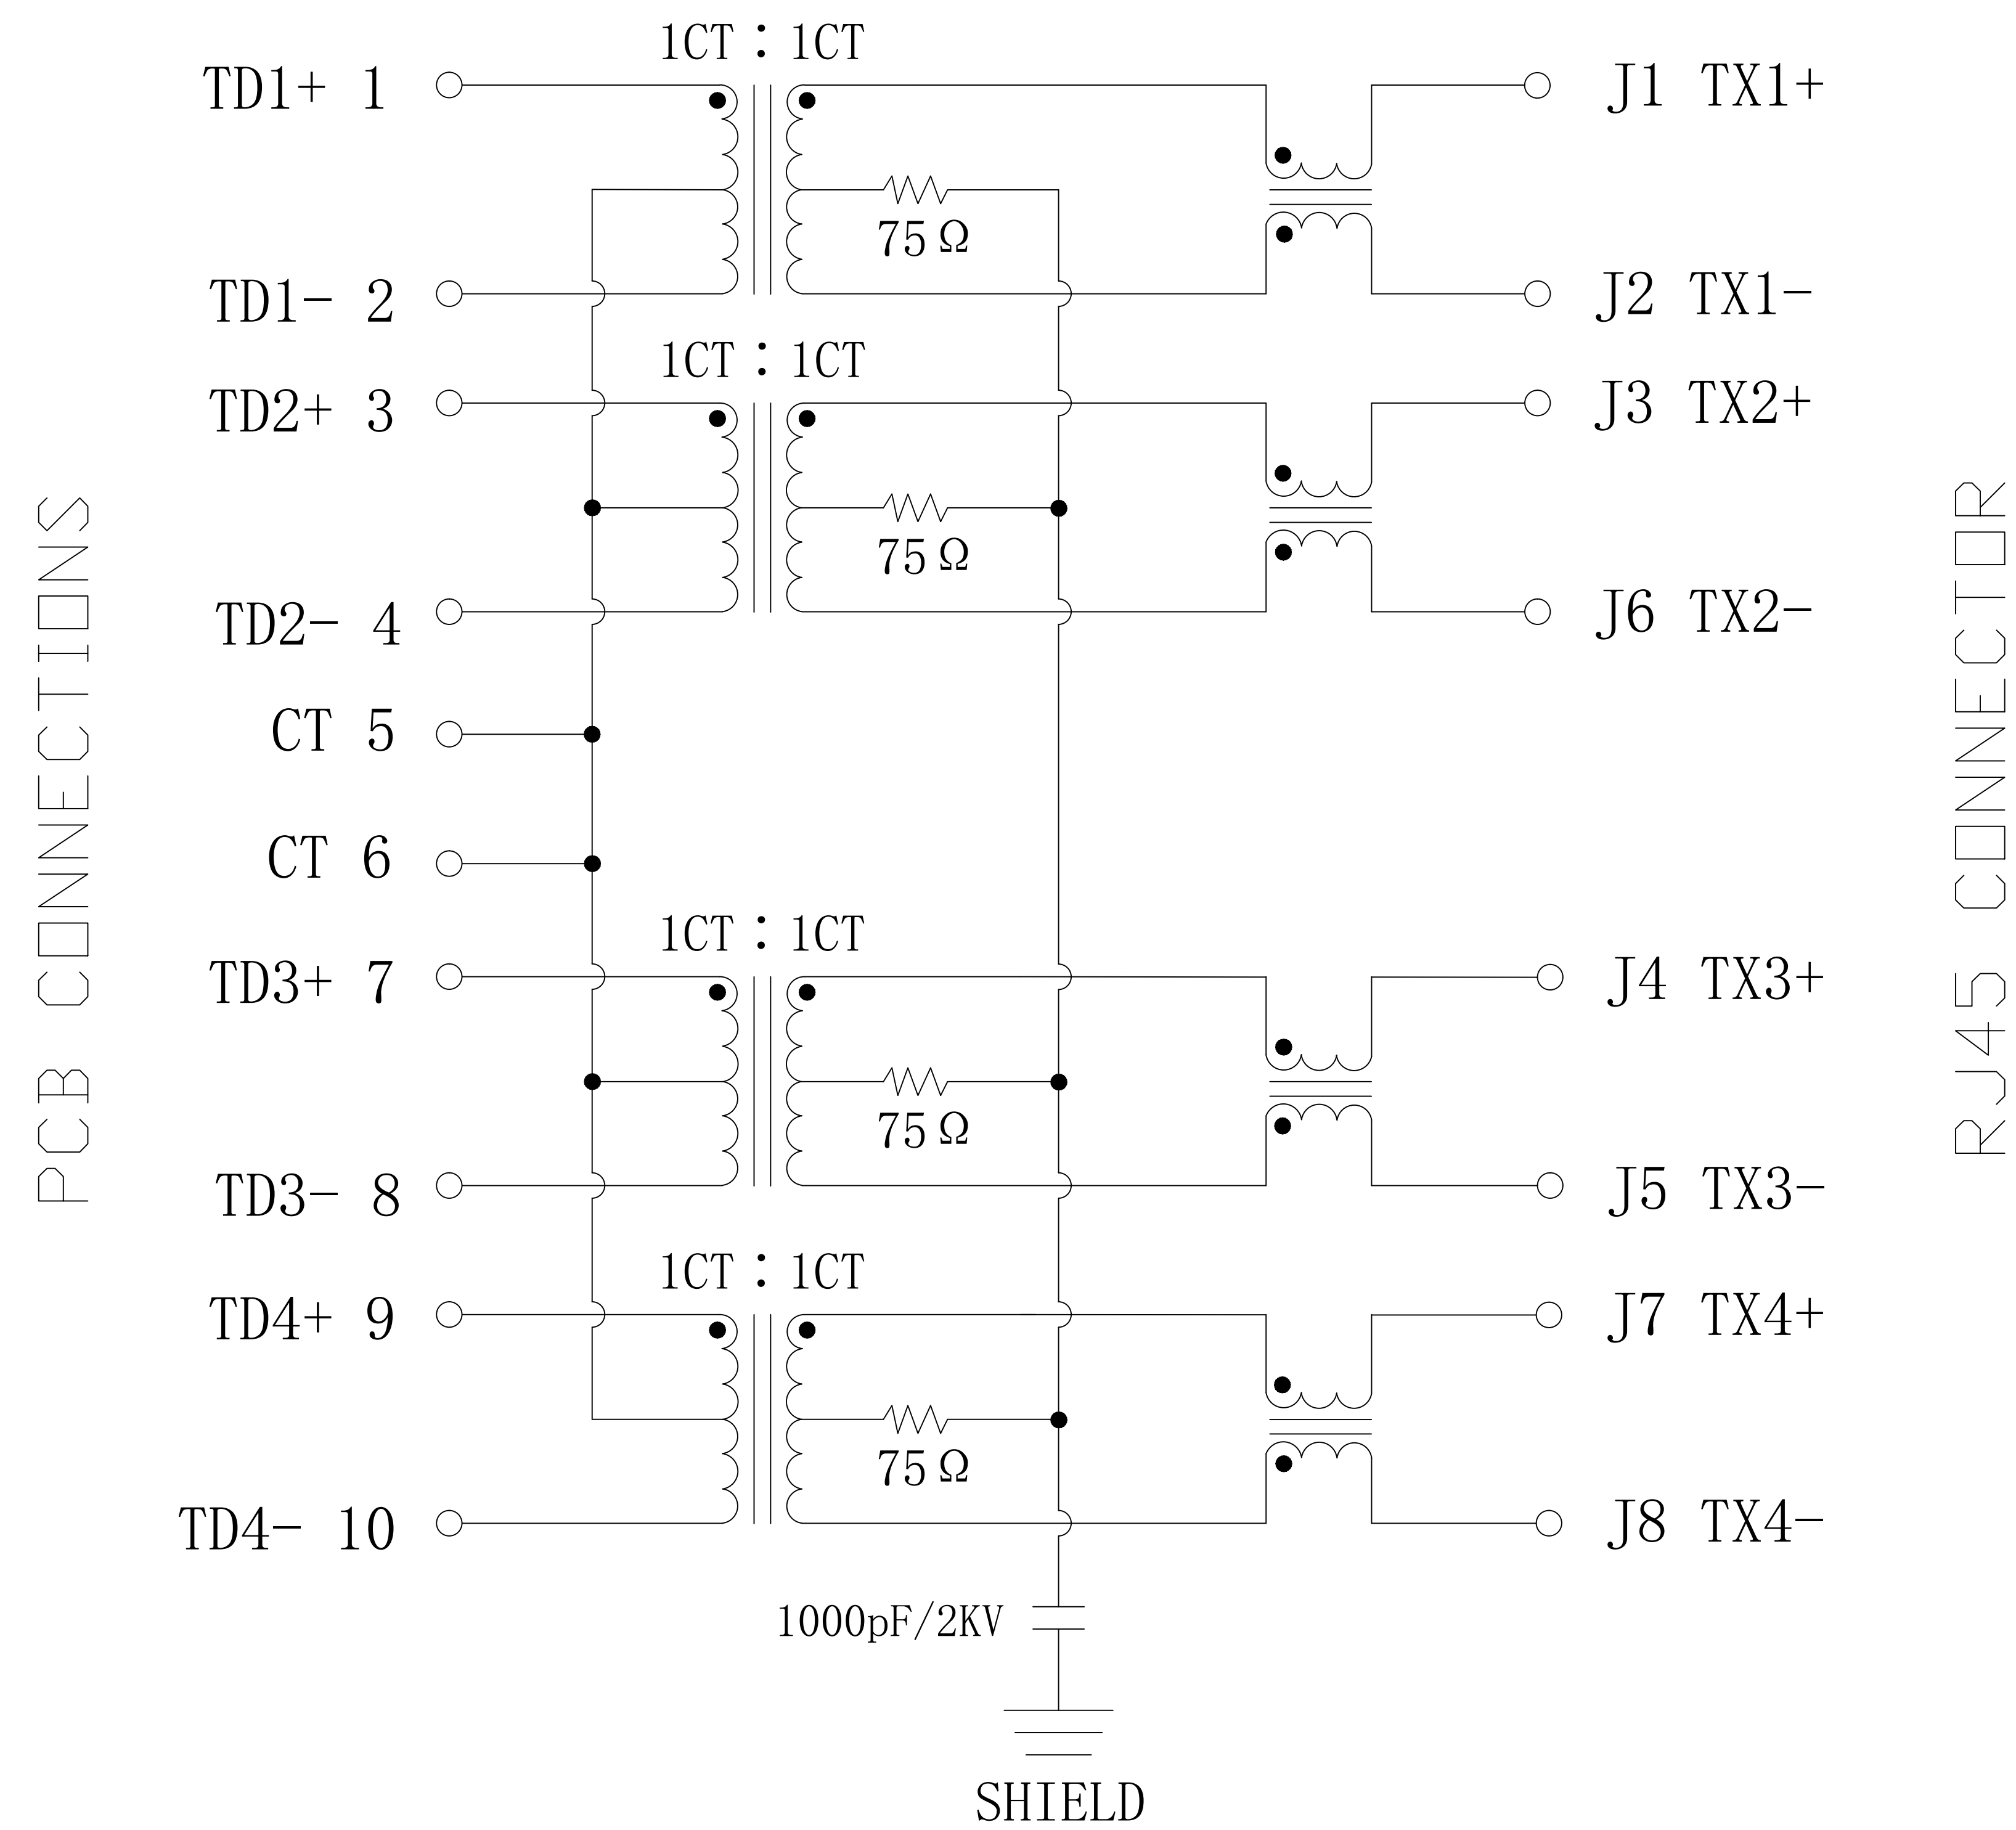 1CT : 1CT
TD1+ 1
J1 TX1+
75Ω
TD1- 2
J2 TX1-
1CT : 1CT
TD2+ 3
J3 TX2+
75Ω
TD2- 4
J6 TX2-
CT 5
CT 6
1CT : 1CT
TD3+ 7
J4 TX3+
75Ω
TD3- 8
J5 TX3-
1CT : 1CT
TD4+ 9
J7 TX4+
75Ω
TD4- 10
J8 TX4-
1000pF/2KV
SHIELD
PCB CONNECTIONS
RJ45 CONNECTOR